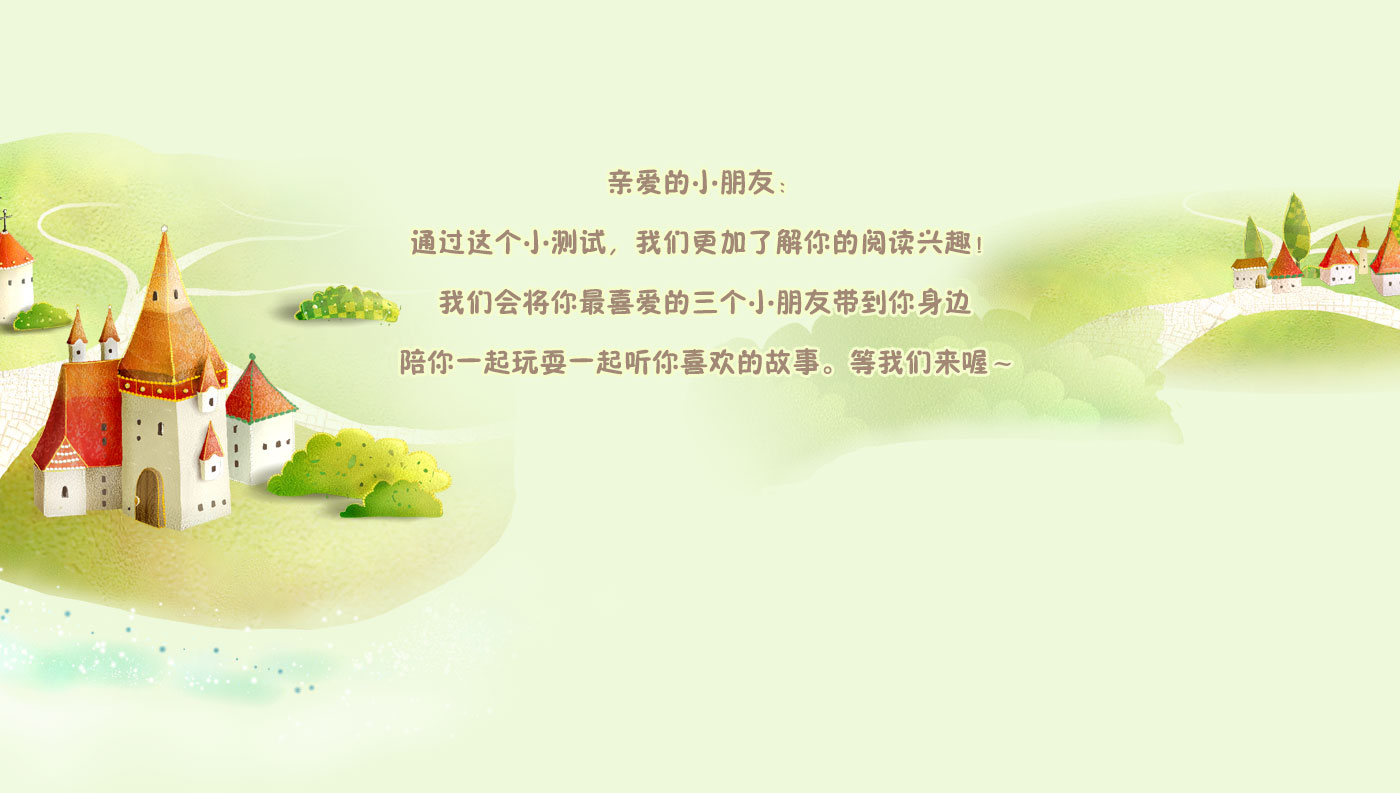 亲爱的小朋友：
通过这个小测试，我们更加了解你的阅读兴趣！
我们会将你最喜爱的三个小朋友带到你身边
陪你一起玩耍一起听你喜欢的故事。等我们来喔～